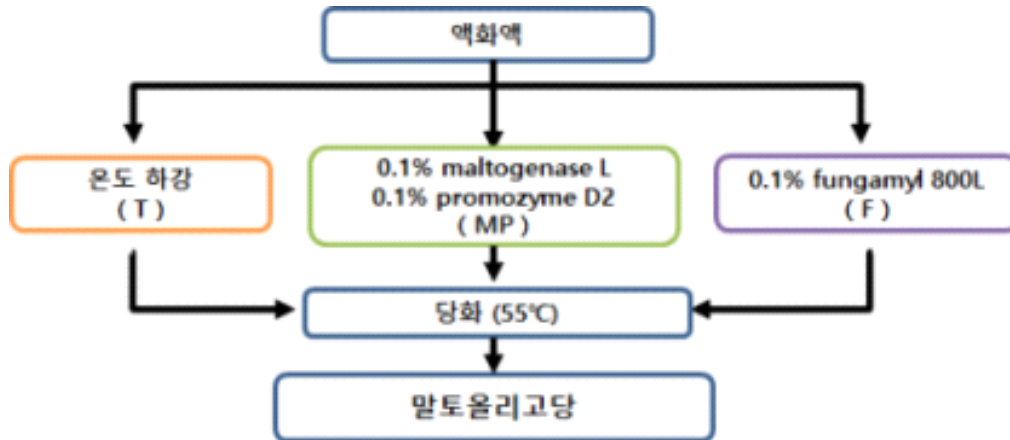 액화액
온도 하강
( T )
0.1% maltogenase L
0.1% promozyme D2
( MP )
0.1% fungamyl 800L
( F )
당화 (55℃)
말토올리고당